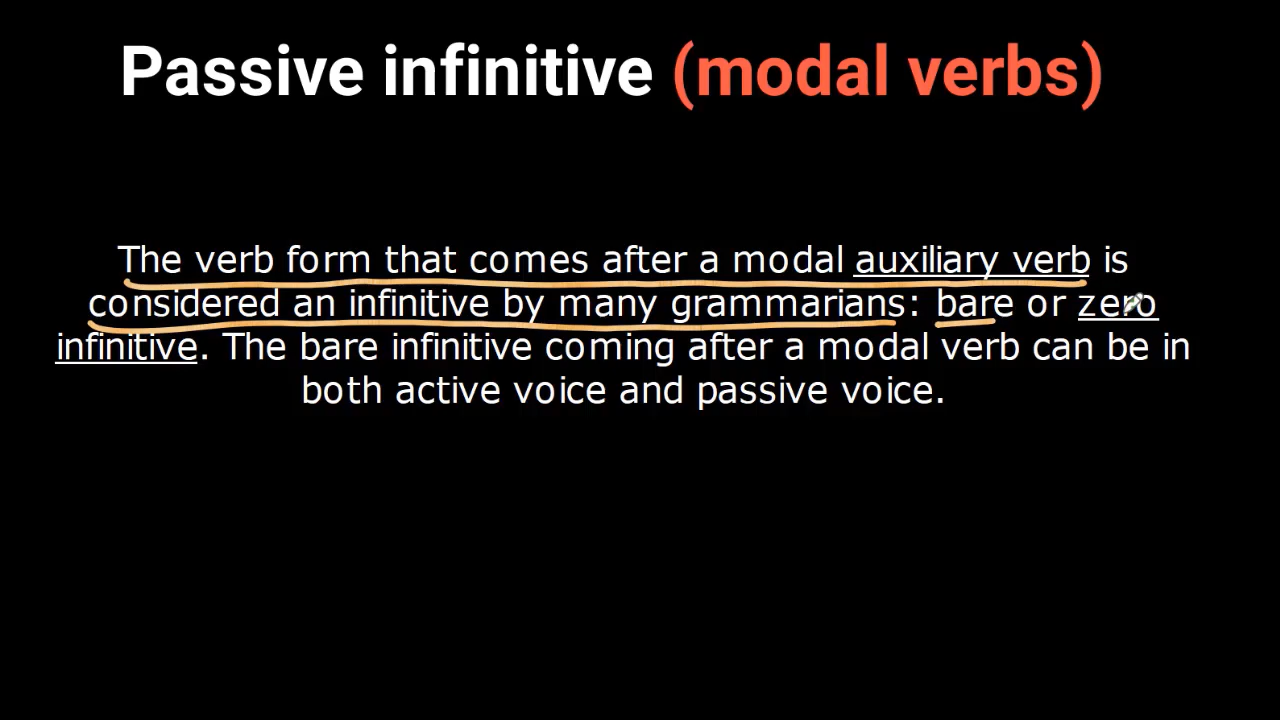 Passive infinitive (modal verbs)
The verb form that comes after a modal auxiliary verb is
considered an infinitive by many grammarians: bare or zero
infinitive. The bare infinitive coming after a modal verb can be in
both active voice and passive voice.